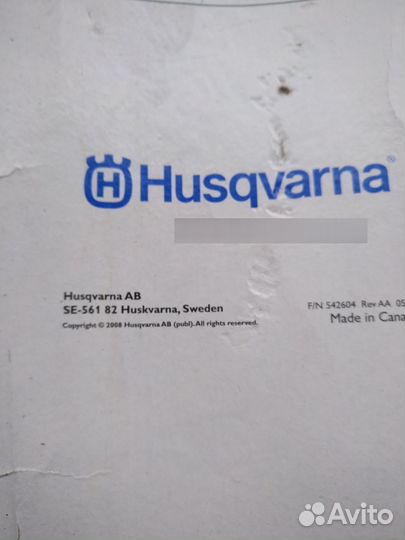 Husqvarna®
Husqvarna AB
SE-561 82 Huskvarna, Sweden
Copyright © 2008 Husqvarna AB (publ). All rights reserved.
F/N 542604 Rev AA 05
Made in Cana
Avito